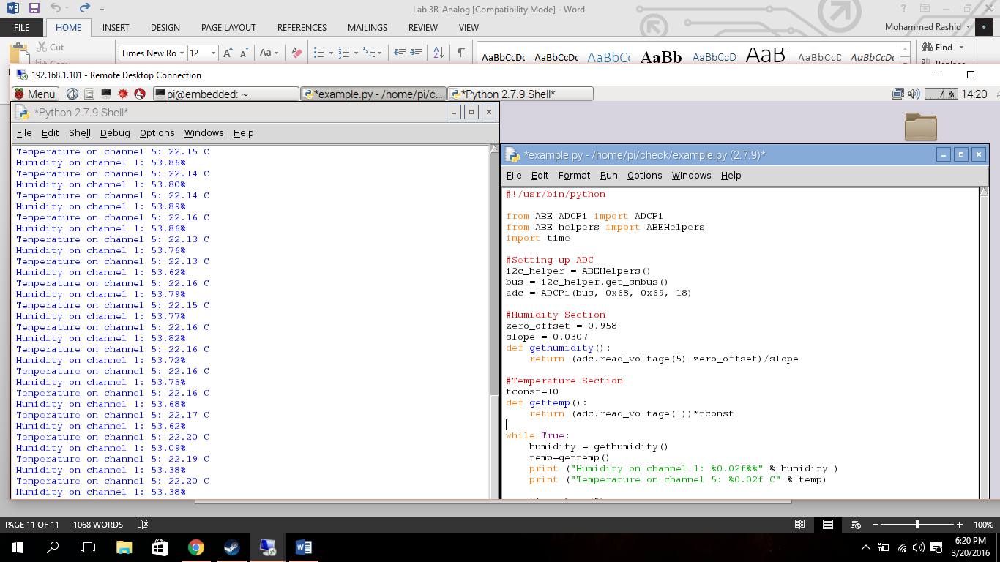 Lab 3R-Analog [Compatibility Mode] - Word
FILE HOME INSERT DESIGN PAGE LAYOUT REFERENCES MAILINGS REVIEW VIEW Mohammed Rashid
Cut Times New Ro 12 Aa AaBbCcDc AaBbCcDc AaBbC AaBb AaBbCcD AaBl AaBbCcD AaBbCcDc Find
192.168.1.101 - Remote Desktop Connection
Menu pi@embedded: ~ *example.py - /home/pi/c... *Python 2.7.9 Shell* 7 % 14:20
*Python 2.7.9 Shell*
File Edit Shell Debug Options Windows Help
Temperature on channel 5: 22.15 C
Humidity on channel 1: 53.86%
Temperature on channel 5: 22.14 C
Humidity on channel 1: 53.80%
Temperature on channel 5: 22.14 C
Humidity on channel 1: 53.89%
Temperature on channel 5: 22.16 C
Humidity on channel 1: 53.86%
Temperature on channel 5: 22.13 C
Humidity on channel 1: 53.76%
Temperature on channel 5: 22.13 C
Humidity on channel 1: 53.62%
Temperature on channel 5: 22.16 C
Humidity on channel 1: 53.79%
Temperature on channel 5: 22.15 C
Humidity on channel 1: 53.77%
Temperature on channel 5: 22.16 C
Humidity on channel 1: 53.82%
Temperature on channel 5: 22.16 C
Humidity on channel 1: 53.72%
Temperature on channel 5: 22.16 C
Humidity on channel 1: 53.75%
Temperature on channel 5: 22.16 C
Humidity on channel 1: 53.68%
Temperature on channel 5: 22.17 C
Humidity on channel 1: 53.62%
Temperature on channel 5: 22.20 C
Humidity on channel 1: 53.09%
Temperature on channel 5: 22.19 C
Humidity on channel 1: 53.38%
Temperature on channel 5: 22.20 C
Humidity on channel 1: 53.38%
*example.py - /home/pi/check/example.py (2.7.9)*
File Edit Format Run Options Windows Help
#!/usr/bin/python
from ABE_ADCPi import ADCPi
from ABE_helpers import ABEHelpers
import time
#Setting up ADC
i2c_helper = ABEHelpers()
bus = i2c_helper.get_smbus()
adc = ADCPi(bus, 0x68, 0x69, 18)
#Humidity Section
zero_offset = 0.958
slope = 0.0307
def gethumidity():
return (adc.read_voltage(5)-zero_offset)/slope
#Temperature Section
tconst=10
def gettemp():
return (adc.read_voltage(1))*tconst
while True:
humidity = gethumidity()
temp=gettemp()
print ("Humidity on channel 1: %0.02f%%" % humidity )
print ("Temperature on channel 5: %0.02f C" % temp)
PAGE 11 OF 11 1068 WORDS 100%
6:20 PM
3/20/2016